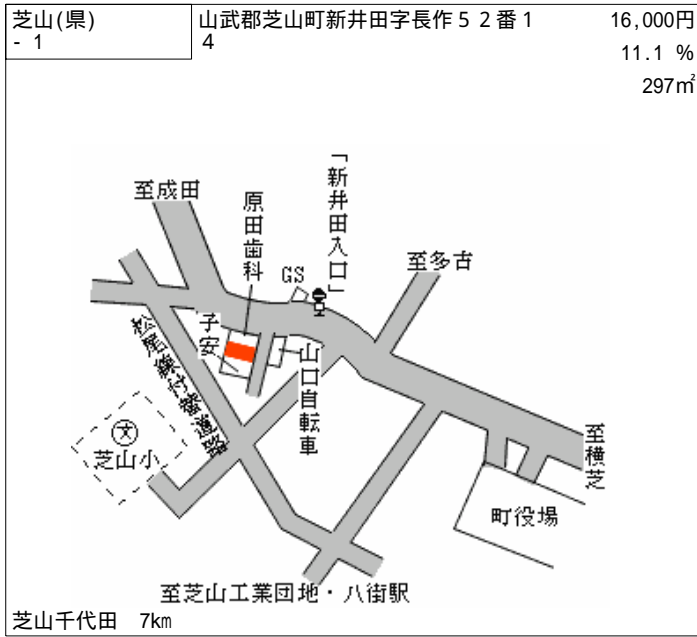 芝山(県)
- 1
山武郡芝山町新井田字長作５２番１
４
16,000円
11.1 %
297㎡
至成田
原田歯科
「新井田入口」
GS
至多古
子安
山口自転車
松尾線付替道路
文
芝山小
至横芝
町役場
至芝山工業団地・八街駅
芝山千代田 7km